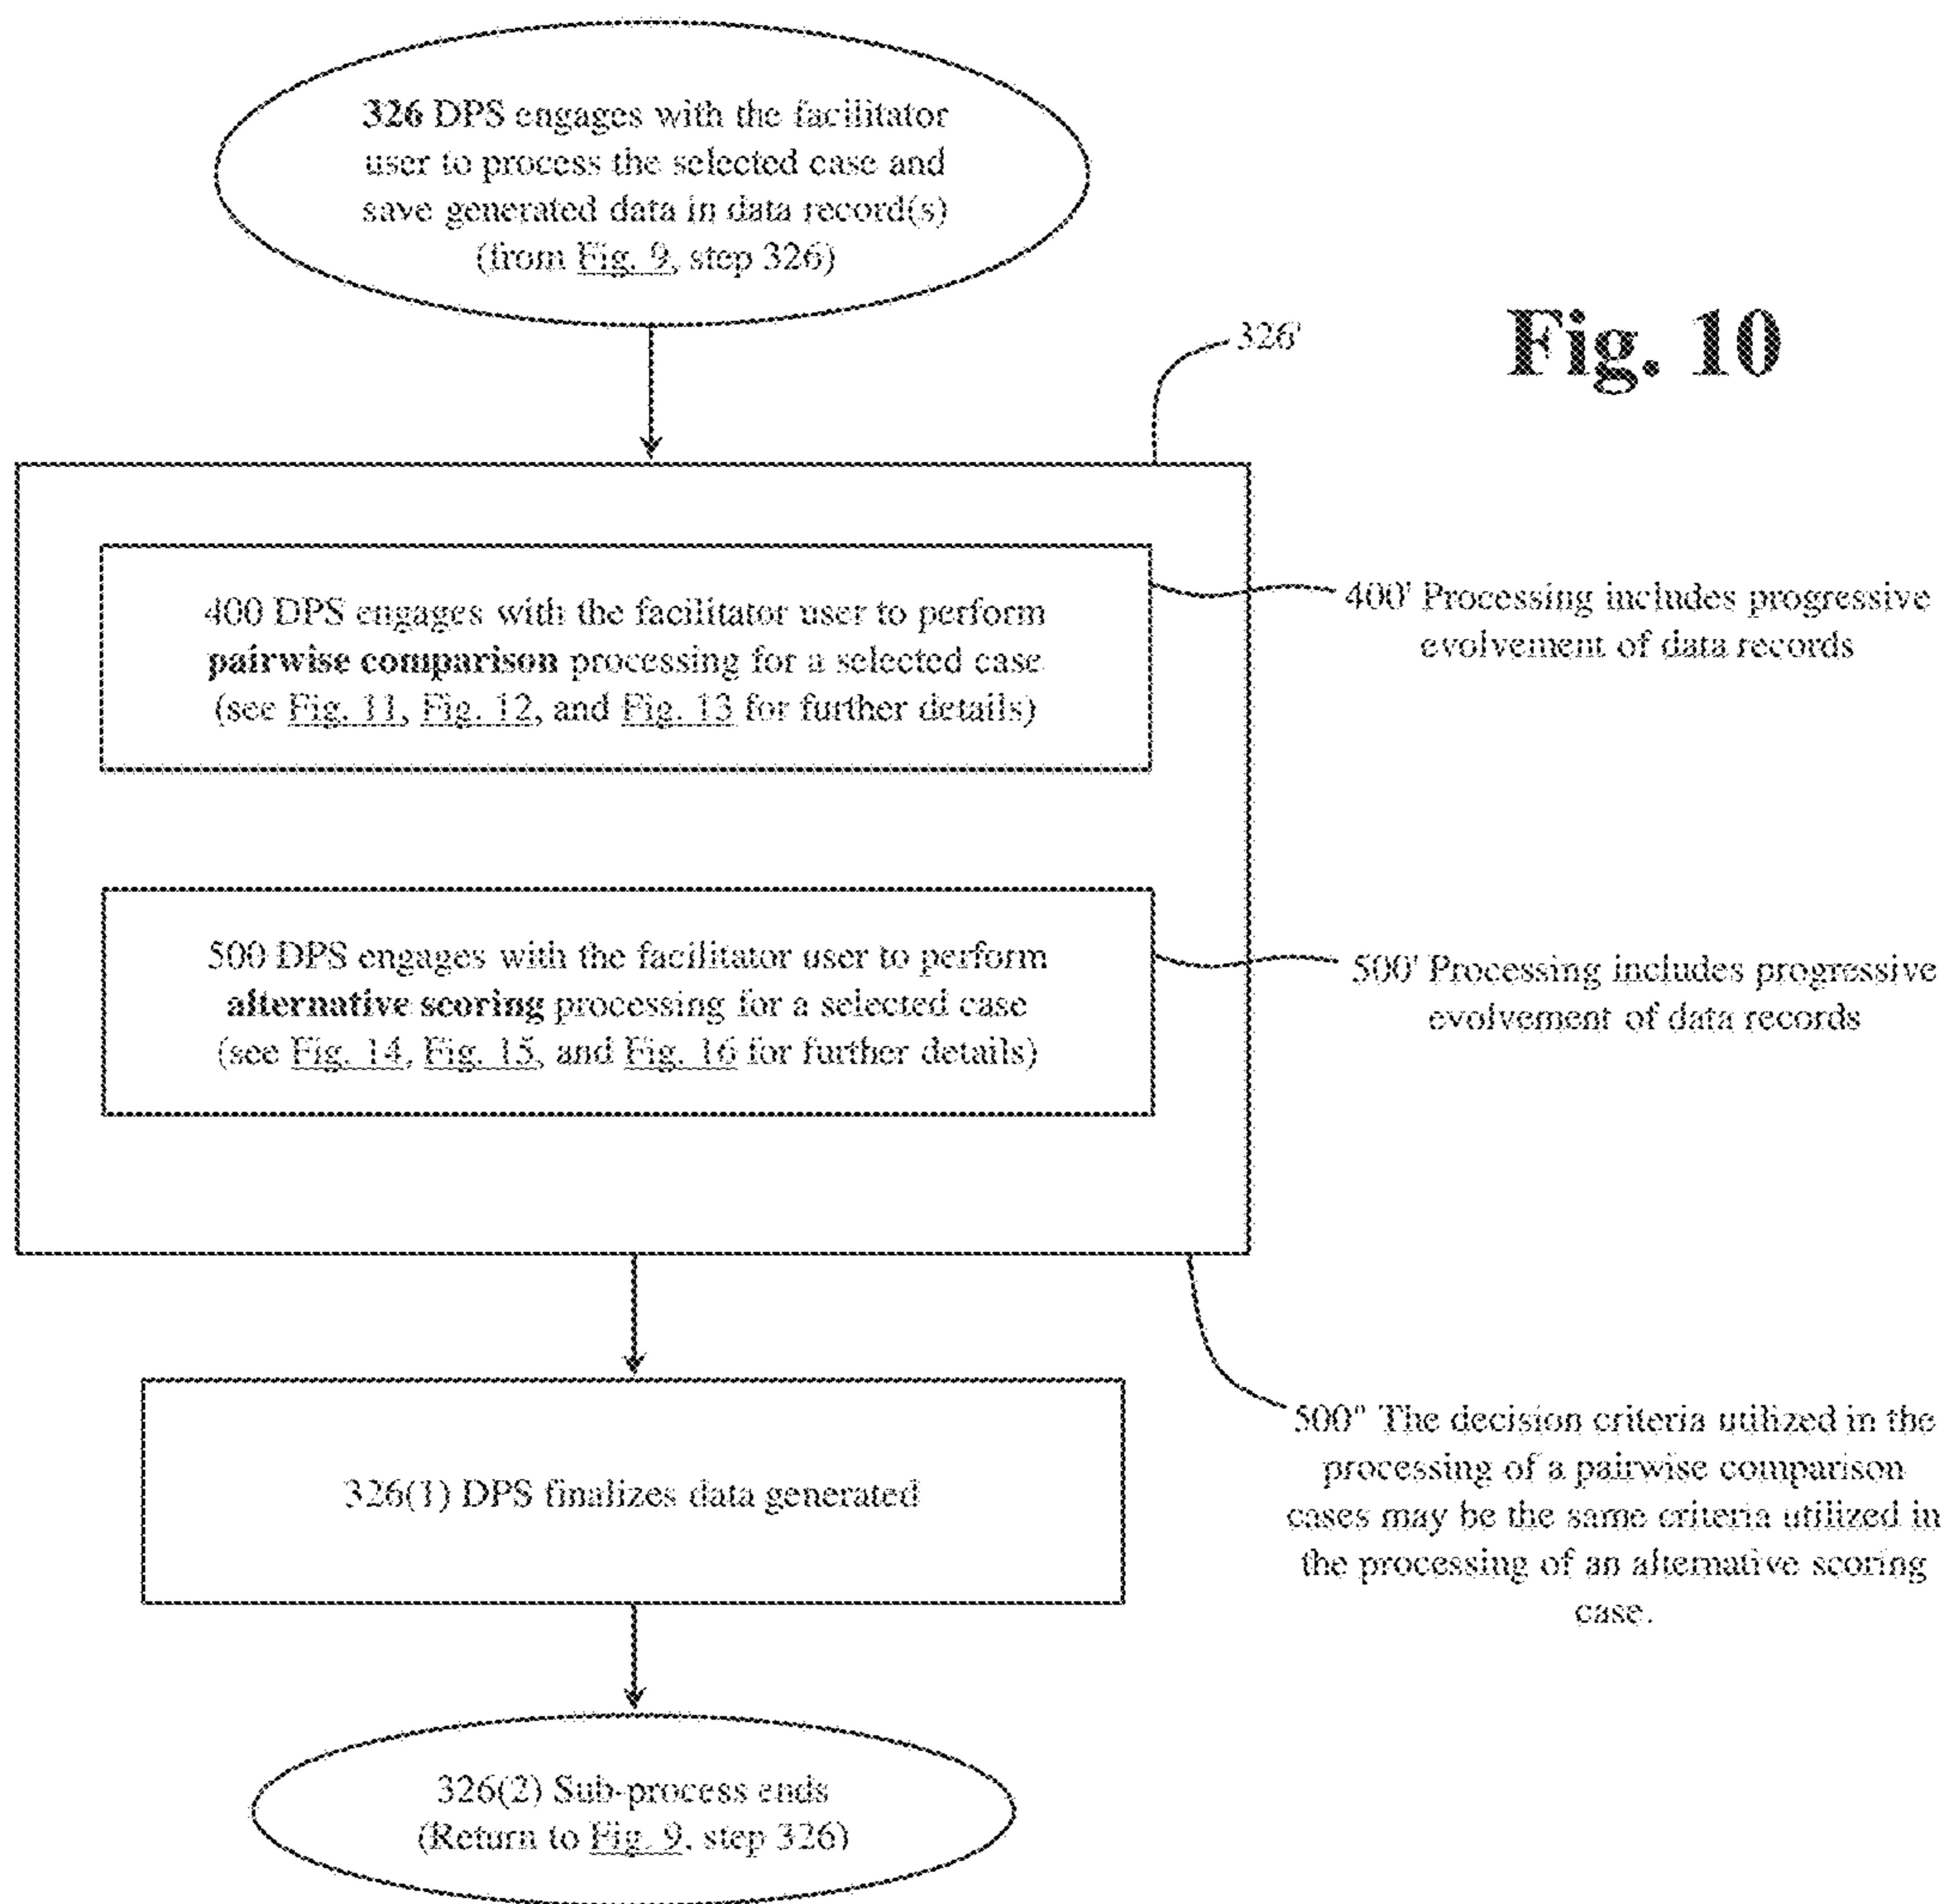 326 DPS engages with the facilitator
user to process the selected case and
save generated data in data record(s)
(from Fig. 9, step 326)
326'
Fig. 10
400 DPS engages with the facilitator user to perform
pairwise comparison processing for a selected case
(see Fig. 11, Fig. 12, and Fig. 13 for further details)
400' Processing includes progressive
evolvement of data records
500 DPS engages with the facilitator user to perform
alternative scoring processing for a selected case
(see Fig. 14, Fig. 15, and Fig. 16 for further details)
500' Processing includes progressive
evolvement of data records
500" The decision criteria utilized in the
processing of a pairwise comparison
cases may be the same criteria utilized in
the processing of an alternative scoring
case.
326(1) DPS finalizes data generated
326(2) Sub-process ends
(Return to Fig. 9, step 326)